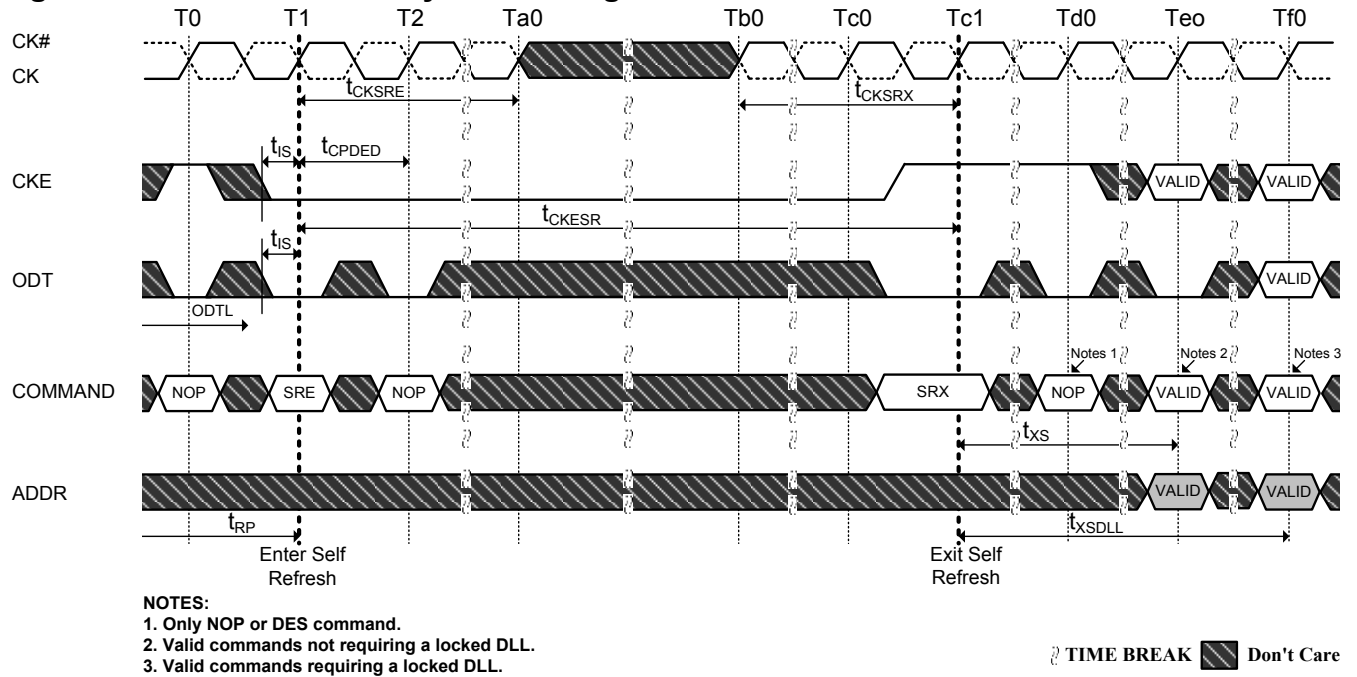 T0 T1 T2 Ta0 Tb0 Tc0 Tc1 Td0 Teo Tf0
CK#
CK
tCKSRE tCKSRX
tIS tCPDED
CKE VALID VALID
tCKESR
tIS
ODT VALID
ODTL
Notes 1 Notes 2 Notes 3
COMMAND NOP SRE NOP SRX NOP VALID VALID
tXS
ADDR VALID VALID
tRP tXSDLL
Enter Self Exit Self
Refresh Refresh
NOTES:
1. Only NOP or DES command.
2. Valid commands not requiring a locked DLL.
3. Valid commands requiring a locked DLL.
TIME BREAK Don't Care